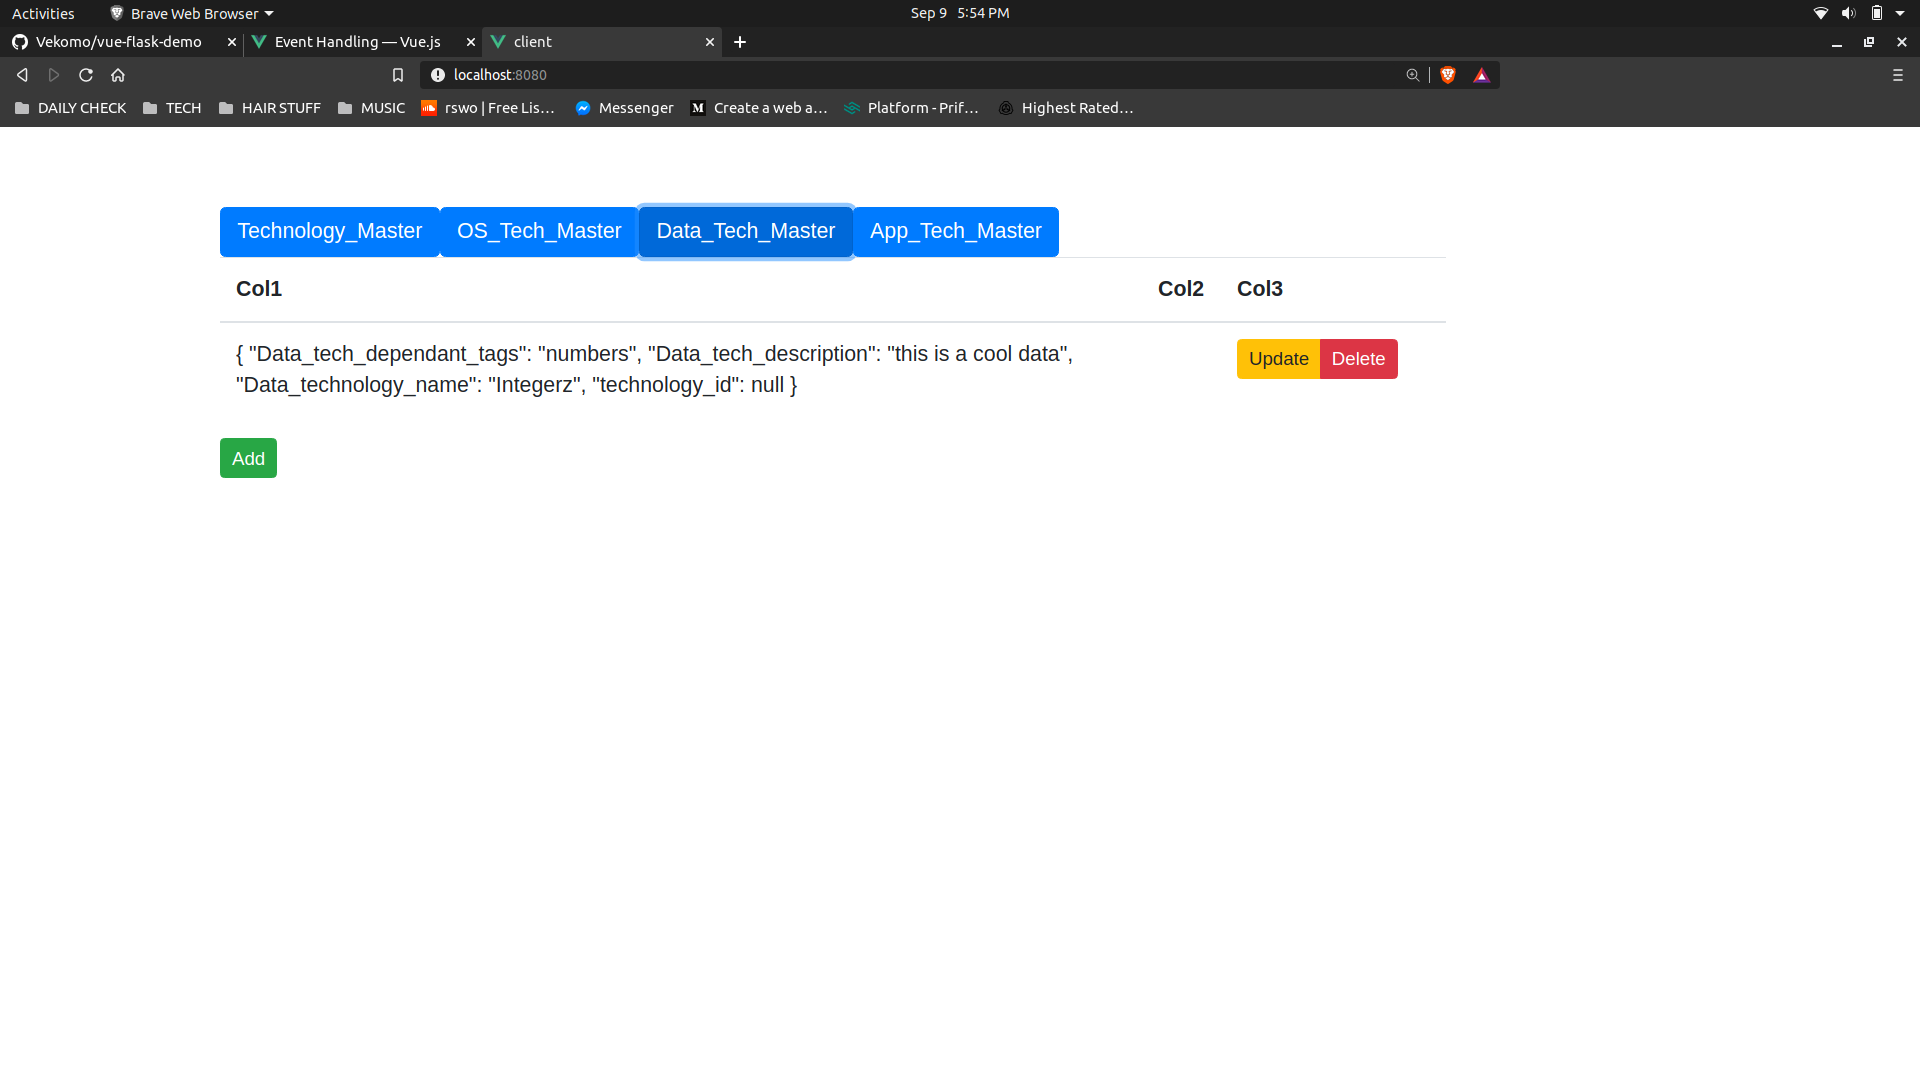 Activities Brave Web Browser Sep 9 5:54 PM
Vekomo/vue-flask-demo Event Handling — Vue.js client
localhost:8080
DAILY CHECK TECH HAIR STUFF MUSIC rswo | Free Lis… Messenger Create a web a… Platform - Prif… Highest Rated…
Technology_Master OS_Tech_Master Data_Tech_Master App_Tech_Master
Col1 Col2 Col3
{ "Data_tech_dependant_tags": "numbers", "Data_tech_description": "this is a cool data",
"Data_technology_name": "Integerz", "technology_id": null }
Update Delete
Add